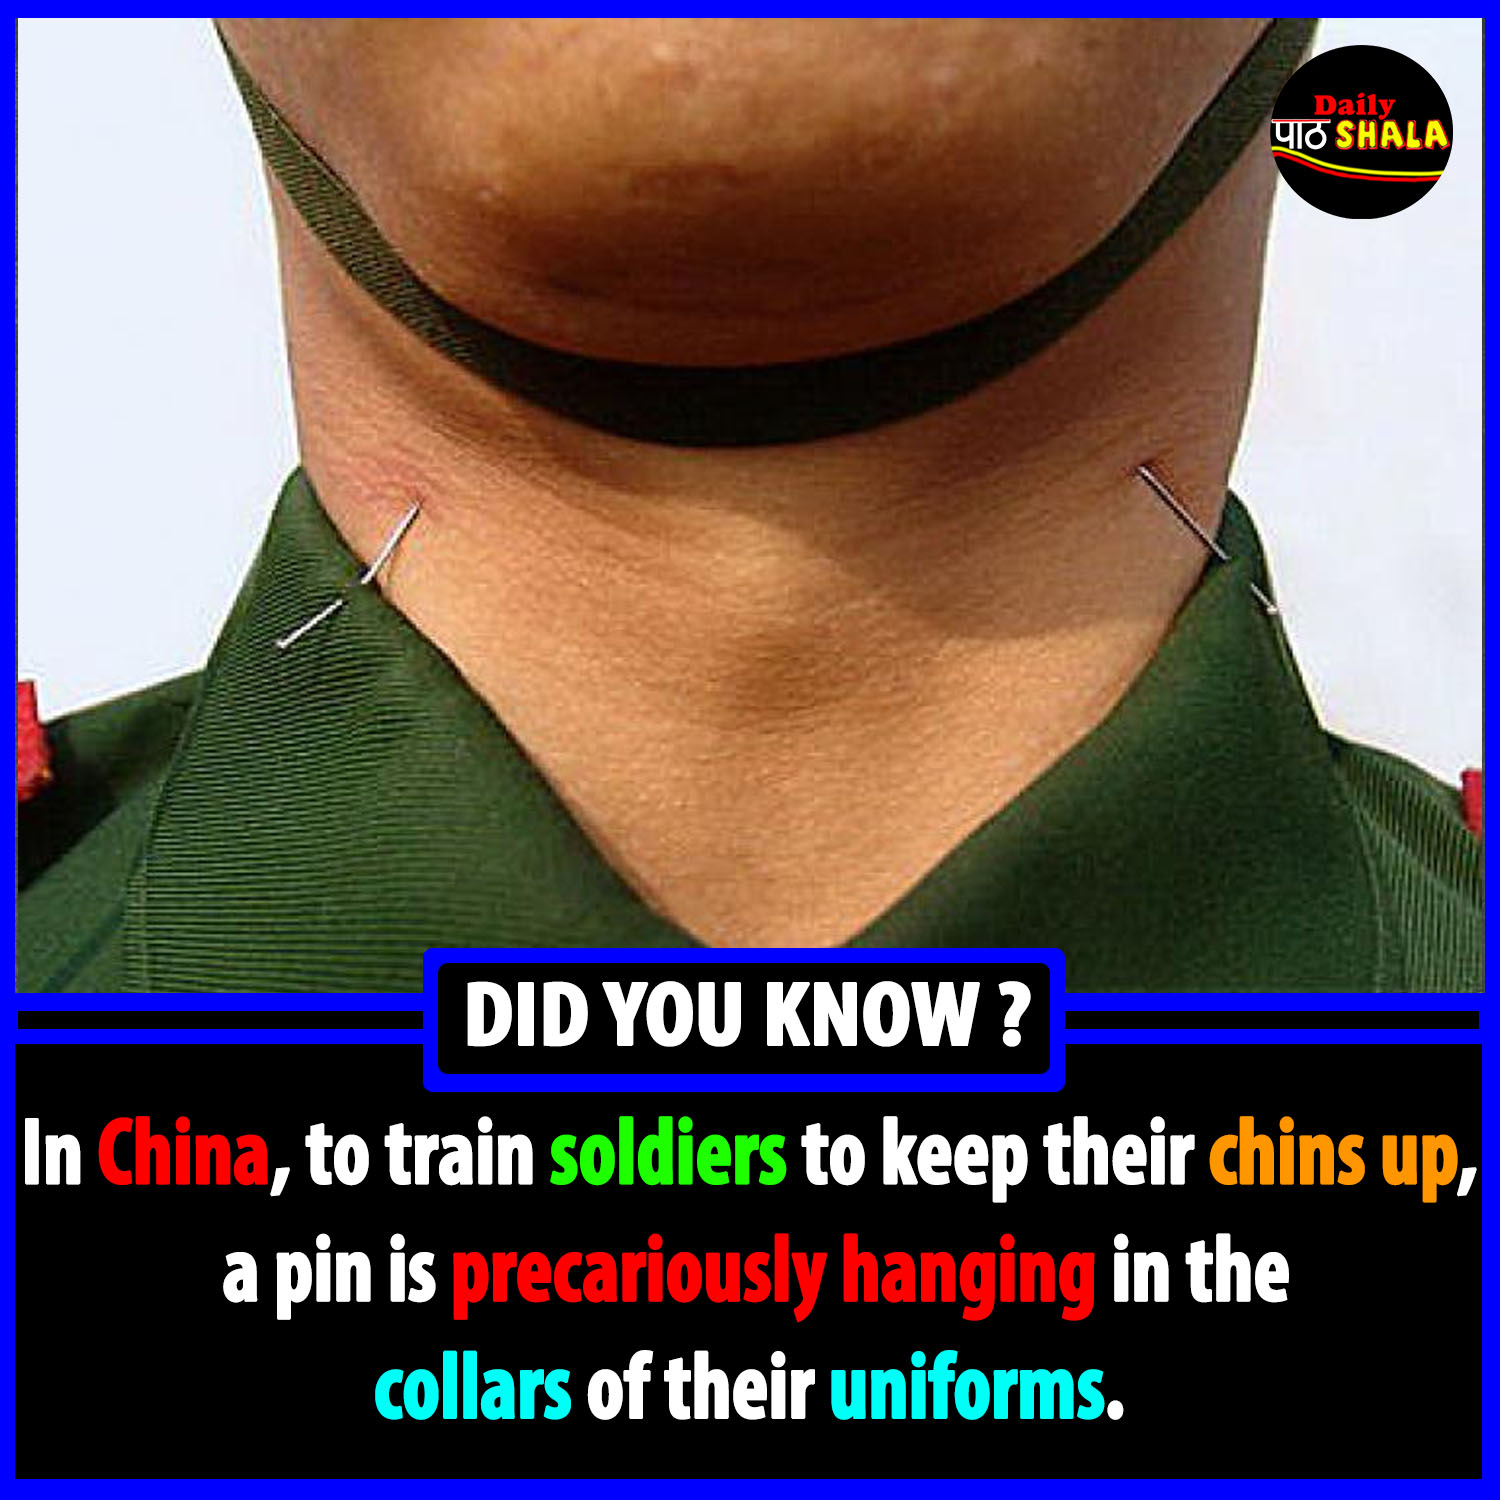 Daily
पाठ SHALA
DID YOU KNOW ?
In China, to train soldiers to keep their chins up,
a pin is precariously hanging in the
collars of their uniforms.